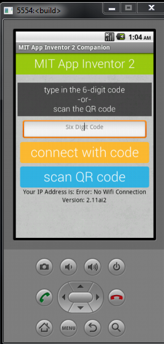 5554:<build>
1:04 AM
MIT App Inventor 2 Companion
MIT App Inventor 2
type in the 6-digit code
-or-
scan the QR code
Six Digit Code
connect with code
scan QR code
Your IP Address is: Error: No Wifi Connection
Version: 2.11ai2
MENU